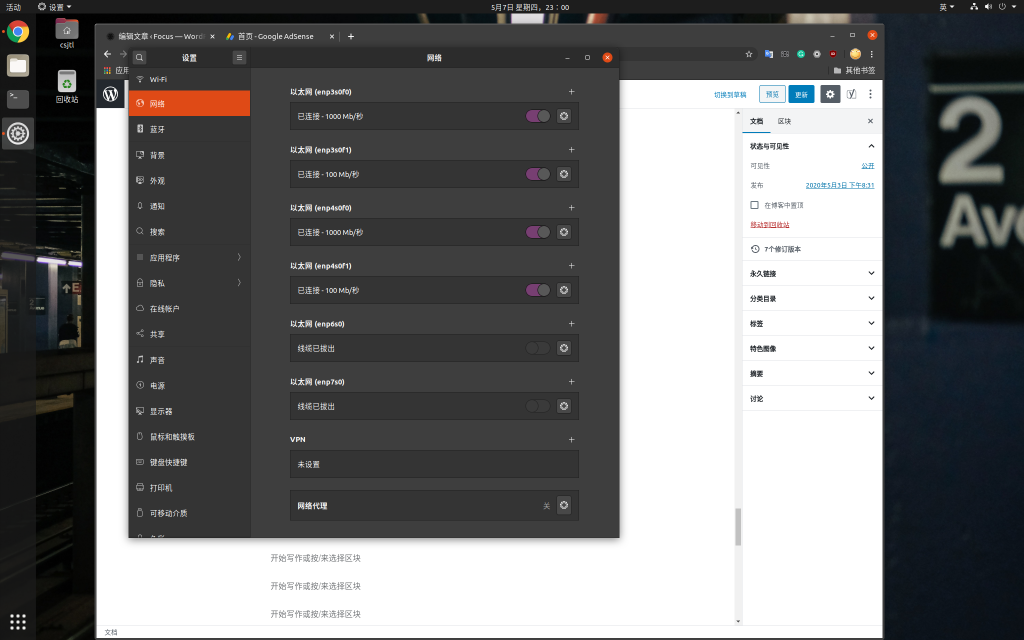 活动
设置
5月7日 星期四，23：00
英
csjtl
回收站
编辑文章 ‹ Focus — Word
首页 - Google AdSense
其他书签
设置
网络
Wi-Fi
网络
蓝牙
背景
外观
通知
搜索
应用程序
隐私
在线帐户
共享
声音
电源
显示器
鼠标和触摸板
键盘快捷键
打印机
可移动介质
以太网 (enp3s0f0)
已连接 - 1000 Mb/秒
以太网 (enp3s0f1)
已连接 - 100 Mb/秒
以太网 (enp4s0f0)
已连接 - 1000 Mb/秒
以太网 (enp4s0f1)
已连接 - 100 Mb/秒
以太网 (enp6s0)
线缆已拔出
以太网 (enp7s0)
线缆已拔出
VPN
未设置
网络代理
关
切换到草稿
预览
更新
文档
区块
状态与可见性
可见性
公开
发布
2020年5月3日 下午8:31
在博客中置顶
移动到回收站
7个修订版本
永久链接
分类目录
标签
特色图像
摘要
讨论
开始写作或按/来选择区块
开始写作或按/来选择区块
开始写作或按/来选择区块
文档
2
Ave